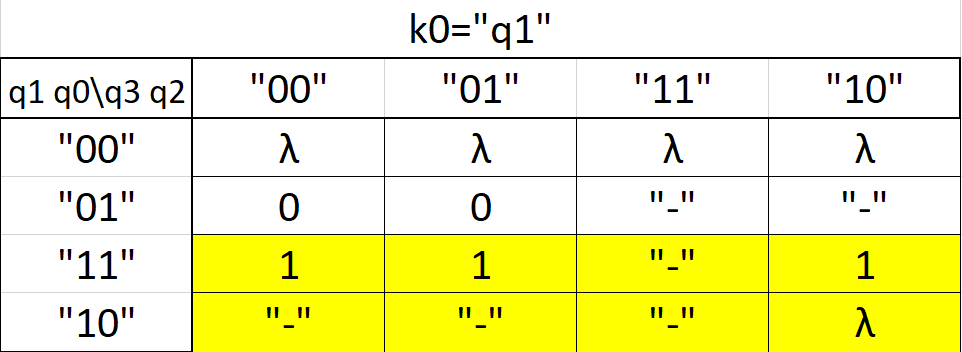 k0="q1"
q1 q0\q3 q2 "00" "01" "11" "10"
"00" λ λ λ λ
"01" 0 0 "-" "-"
"11" 1 1 "-" 1
"10" "-" "-" "-" λ